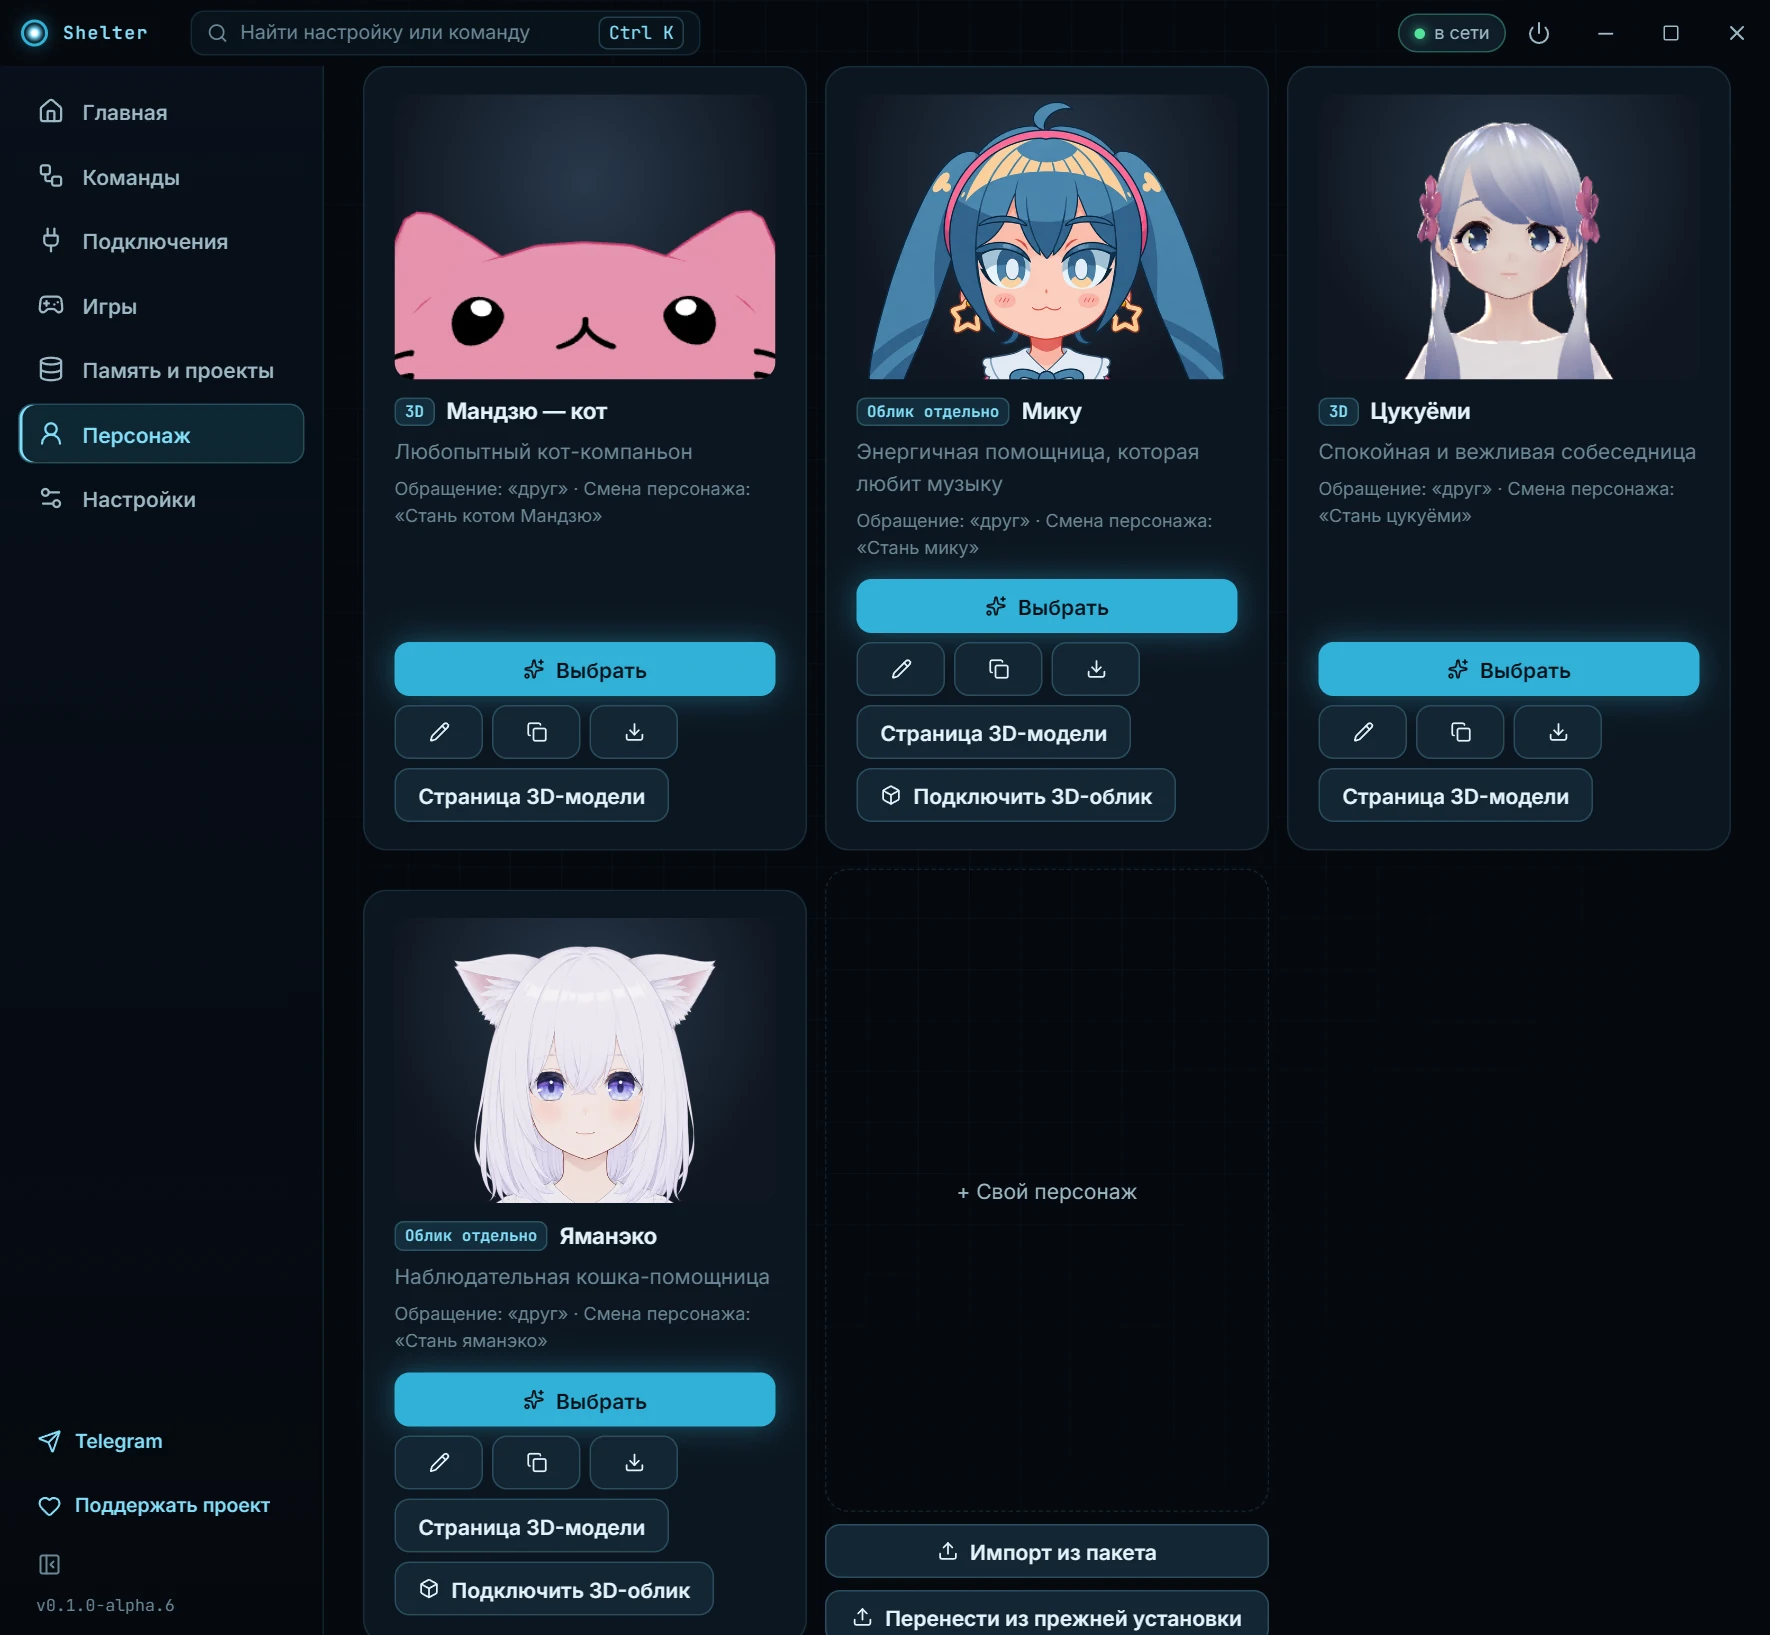 Shelter
Найти настройку или команду
Ctrl K
в сети
Главная
Команды
Подключения
Игры
Память и проекты
Персонаж
Настройки
Telegram
Поддержать проект
v0.1.0-alpha.6
3D Мандзю — кот
Любопытный кот-компаньон
Обращение: «друг» · Смена персонажа:
«Стань котом Мандзю»
Выбрать
Страница 3D-модели
Облик отдельно Мику
Энергичная помощница, которая
любит музыку
Обращение: «друг» · Смена персонажа:
«Стань мику»
Выбрать
Страница 3D-модели
Подключить 3D-облик
3D Цукуёми
Спокойная и вежливая собеседница
Обращение: «друг» · Смена персонажа:
«Стань цукуёми»
Выбрать
Страница 3D-модели
Облик отдельно Яманэко
Наблюдательная кошка-помощница
Обращение: «друг» · Смена персонажа:
«Стань яманэко»
Выбрать
Страница 3D-модели
Подключить 3D-облик
+ Свой персонаж
Импорт из пакета
Перенести из прежней установки